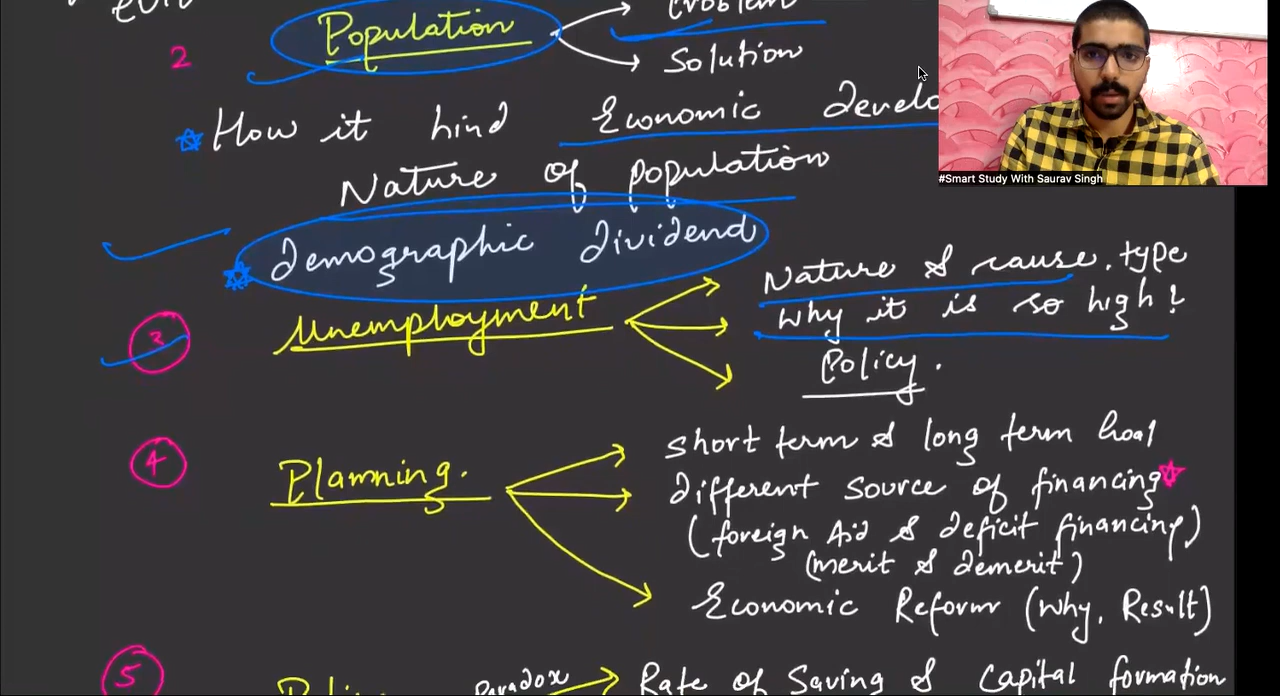 Problem
2 Population
Solution
How it hind Economic develo
#Smart Study With Saurav Singh
Nature of population
Demographic Dividend
3 Unemployment
Nature & cause, type
Why it is so high?
Policy.
4 Planning.
Short term & long term Goal
Different source of financing
(foreign Aid & deficit financing)
(merit & demerit)
Economic Reform (Why, Result)
5
Paradox
Rate of Saving & Capital formation